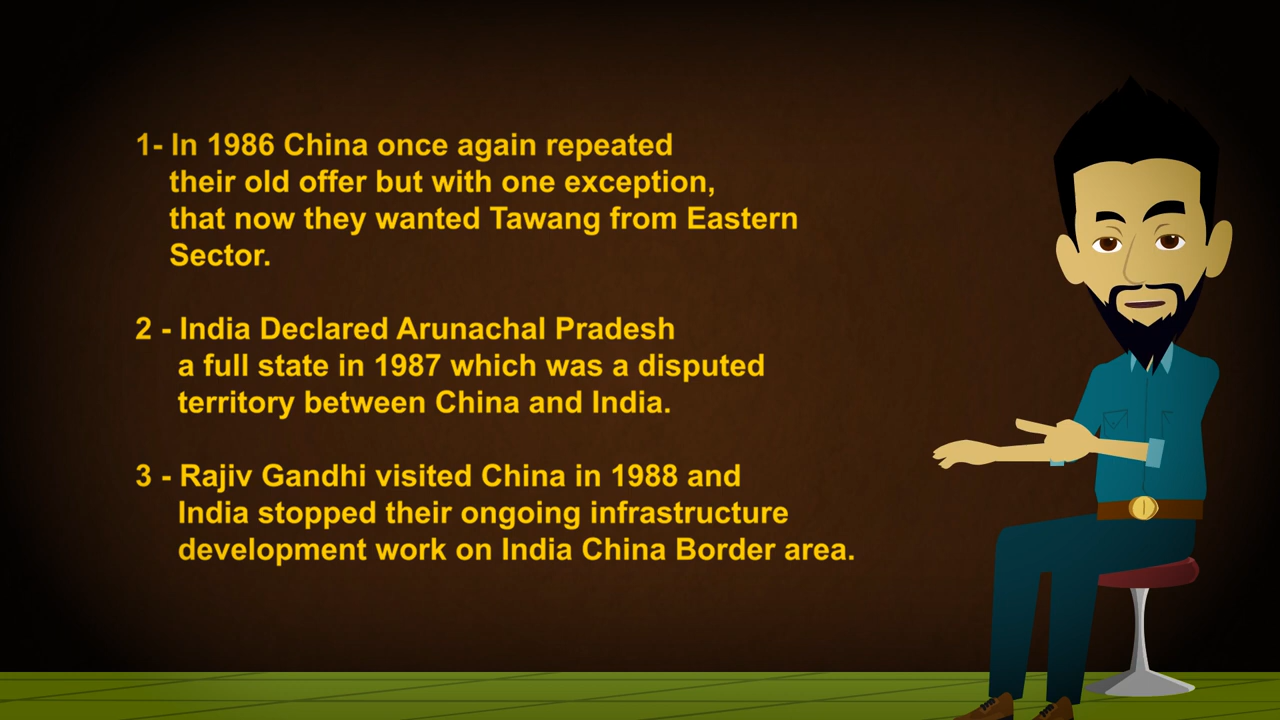 1- In 1986 China once again repeated
their old offer but with one exception,
that now they wanted Tawang from Eastern
Sector.
2 - India Declared Arunachal Pradesh
a full state in 1987 which was a disputed
territory between China and India.
3 - Rajiv Gandhi visited China in 1988 and
India stopped their ongoing infrastructure
development work on India China Border area.